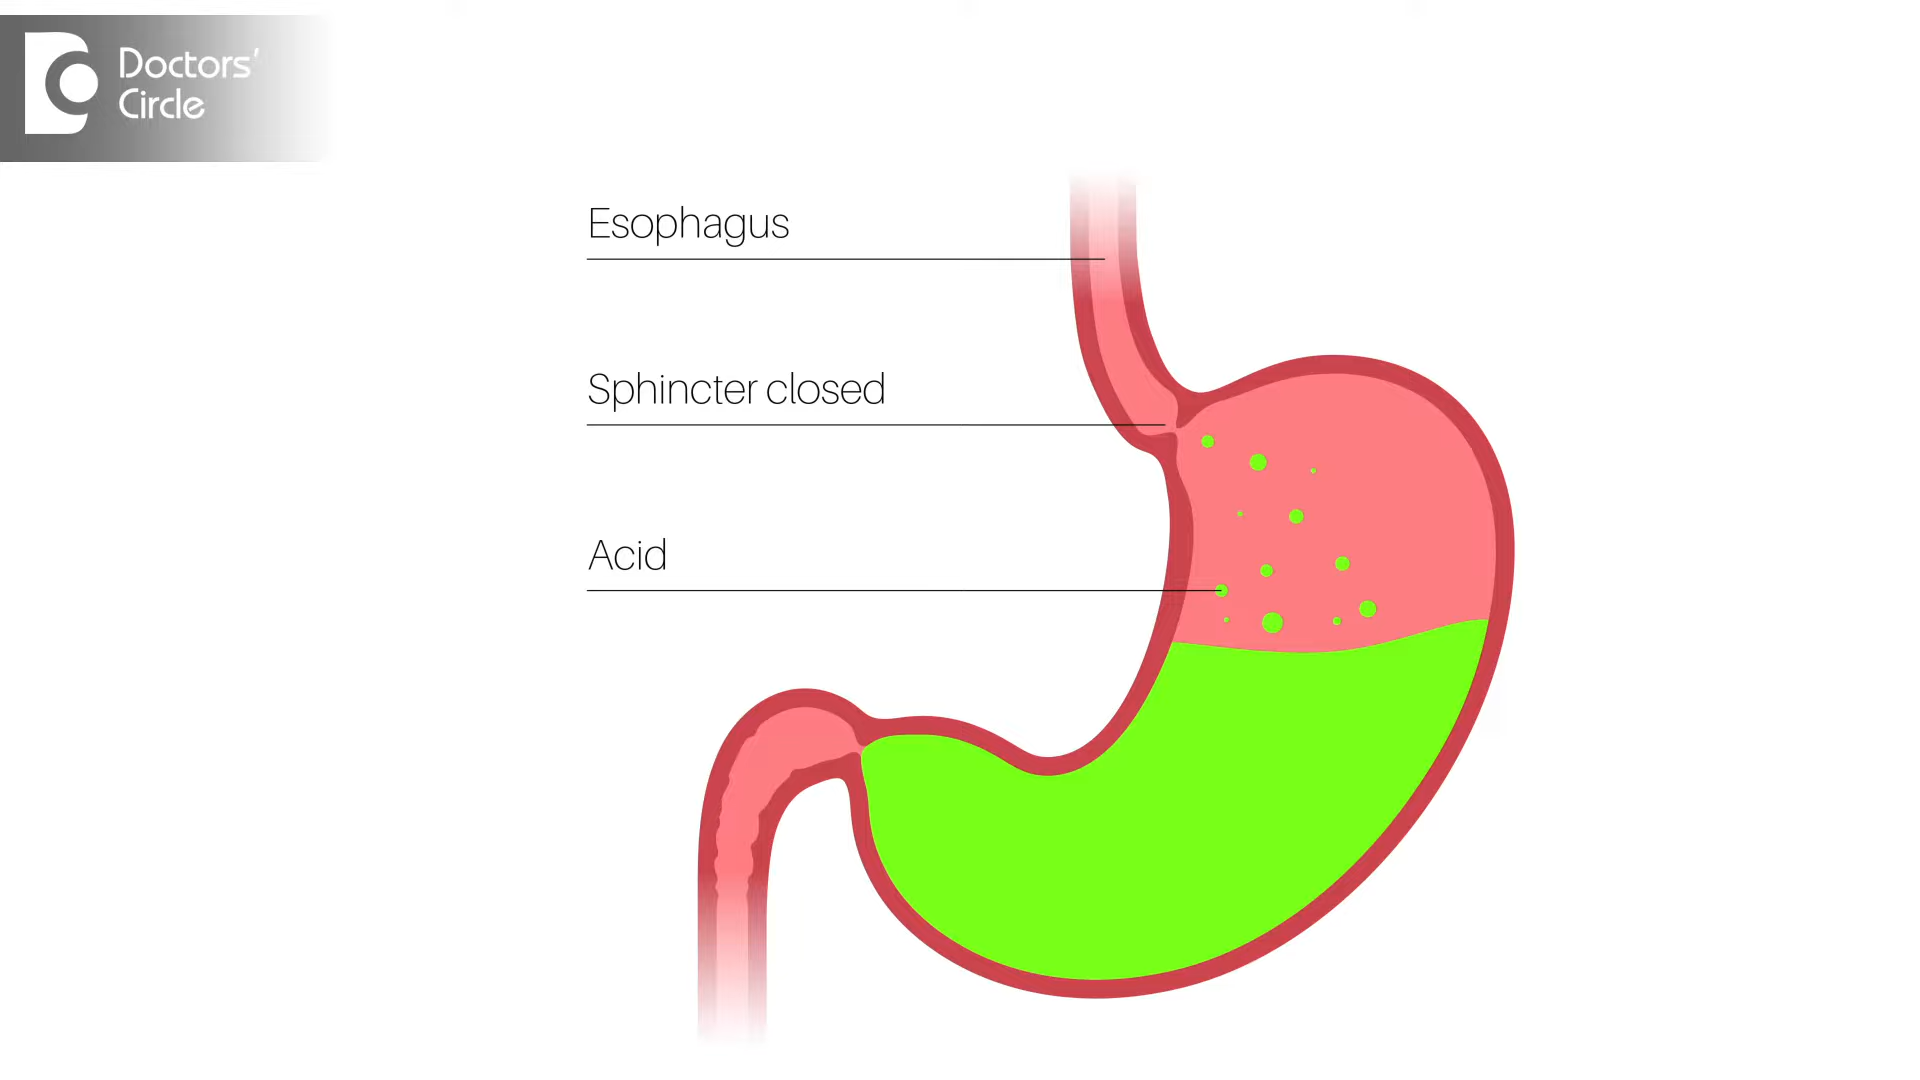 Doctors'
Circle
Esophagus
Sphincter closed
Acid